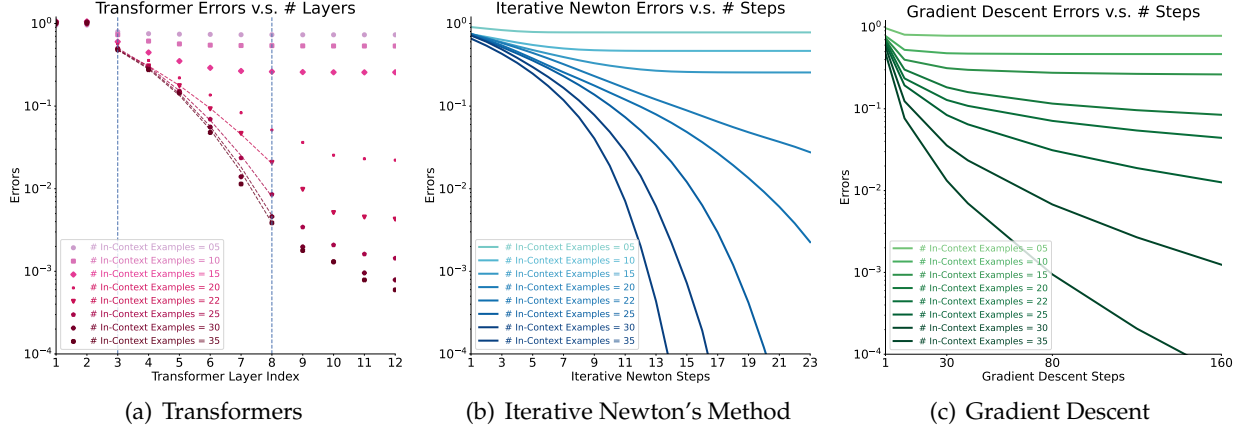 Transformer Errors v.s. # Layers
10⁰
10⁻¹
10⁻²
10⁻³
10⁻⁴
Errors
# In-Context Examples = 05
# In-Context Examples = 10
# In-Context Examples = 15
# In-Context Examples = 20
# In-Context Examples = 22
# In-Context Examples = 25
# In-Context Examples = 30
# In-Context Examples = 35
1 2 3 4 5 6 7 8 9 10 11 12
Transformer Layer Index
(a) Transformers
Iterative Newton Errors v.s. # Steps
10⁰
10⁻¹
10⁻²
10⁻³
10⁻⁴
Errors
# In-Context Examples = 05
# In-Context Examples = 10
# In-Context Examples = 15
# In-Context Examples = 20
# In-Context Examples = 22
# In-Context Examples = 25
# In-Context Examples = 30
# In-Context Examples = 35
1 3 5 7 9 11 13 15 17 19 21 23
Iterative Newton Steps
(b) Iterative Newton's Method
Gradient Descent Errors v.s. # Steps
10⁰
10⁻¹
10⁻²
10⁻³
10⁻⁴
Errors
# In-Context Examples = 05
# In-Context Examples = 10
# In-Context Examples = 15
# In-Context Examples = 20
# In-Context Examples = 22
# In-Context Examples = 25
# In-Context Examples = 30
# In-Context Examples = 35
1 30 80 160
Gradient Descent Steps
(c) Gradient Descent